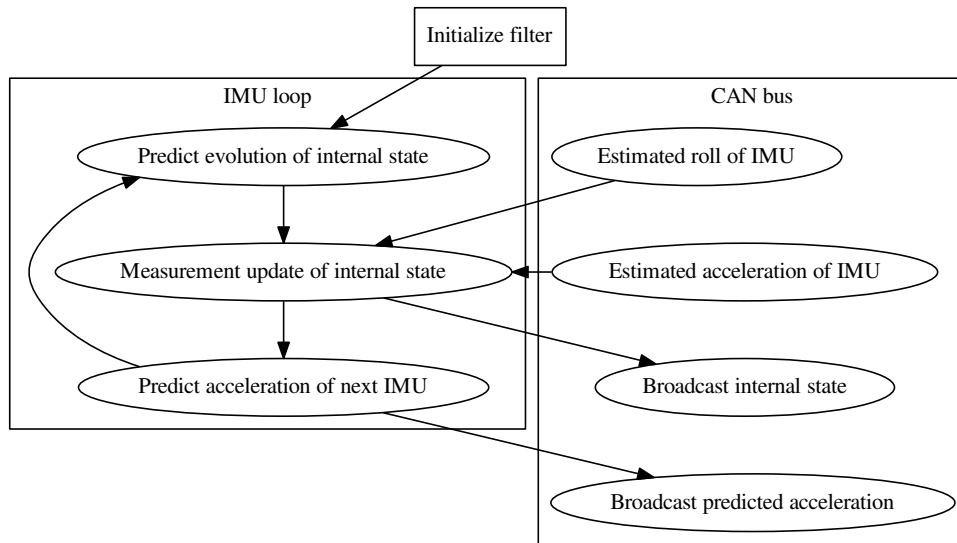 Initialize filter
IMU loop
CAN bus
Predict evolution of internal state
Estimated roll of IMU
Measurement update of internal state
Estimated acceleration of IMU
Predict acceleration of next IMU
Broadcast internal state
Broadcast predicted acceleration